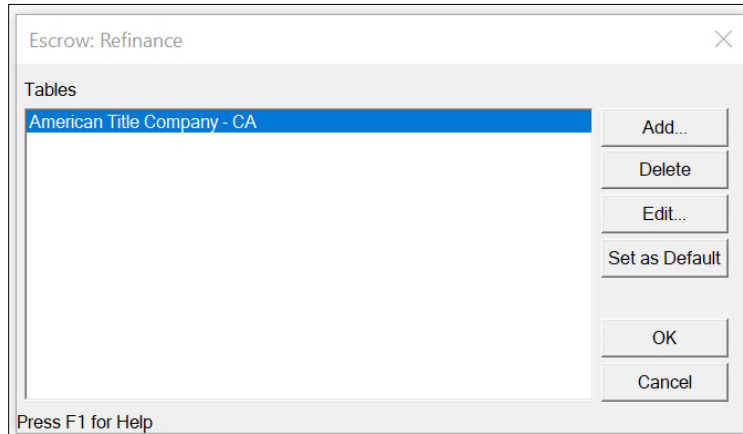 Escrow: Refinance
Tables
American Title Company - CA
Add...
Delete
Edit...
Set as Default
OK
Cancel
Press F1 for Help